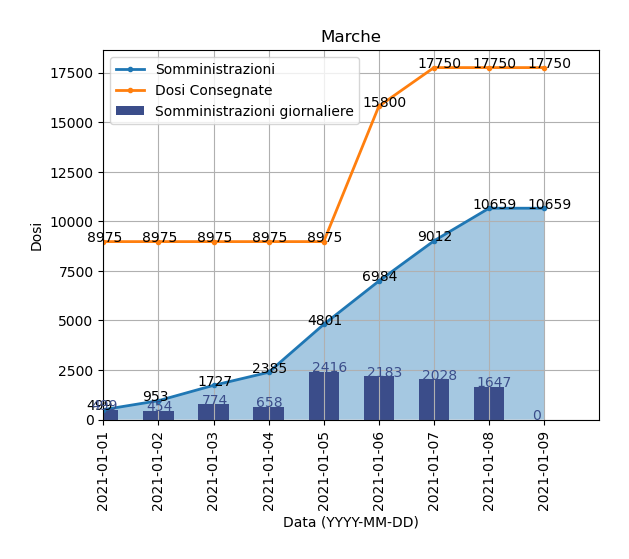 Marche
Somministrazioni
Dosi Consegnate
Somministrazioni giornaliere
Dosi
17500
15000
12500
10000
7500
5000
2500
0
8975 8975 8975 8975 8975 15800 17750 17750 17750
499 953 1727 2385 4801 6984 9012 10659 10659
454 774 658 2416 2183 2028 1647 0
2021-01-01 2021-01-02 2021-01-03 2021-01-04 2021-01-05 2021-01-06 2021-01-07 2021-01-08 2021-01-09
Data (YYYY-MM-DD)